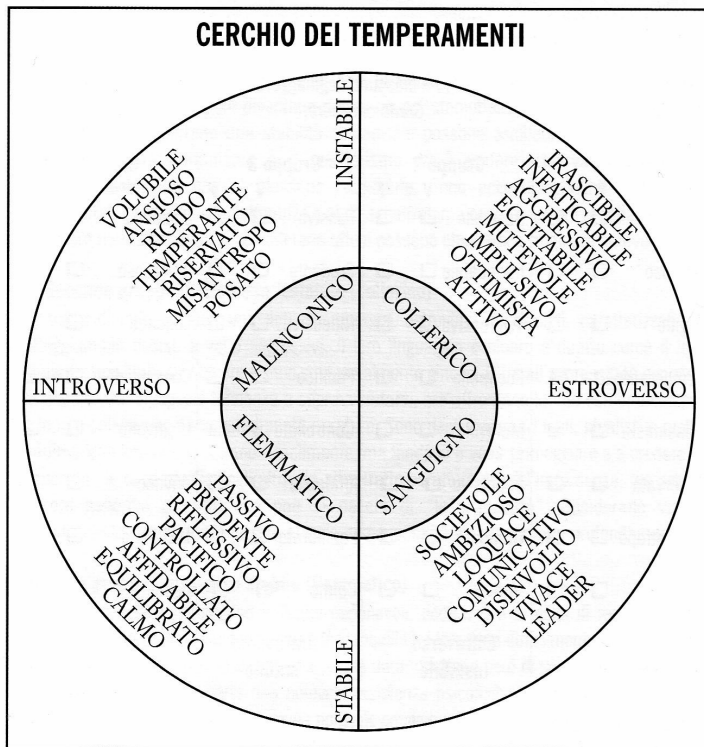 CERCHIO DEI TEMPERAMENTI
INSTABILE
VOLUBILE
ANSIOSO
RIGIDO
TEMPERANTE
RISERVATO
MISANTROPO
POSATO
IRASCIBILE
INFATICABILE
AGGRESSIVO
ECCITABILE
MUTEVOLE
IMPULSIVO
OTTIMISTA
ATTIVO
MALINCONICO
COLLERICO
INTROVERSO
ESTROVERSO
FLEMMATICO
SANGUIGNO
PASSIVO
PRUDENTE
RIFLESSIVO
PACIFICO
CONTROLLATO
AFFIDABILE
EQUILIBRATO
CALMO
SOCIEVOLE
AMBIZIOSO
LOQUACE
COMUNICATIVO
DISINVOLTO
VIVACE
LEADER
STABILE